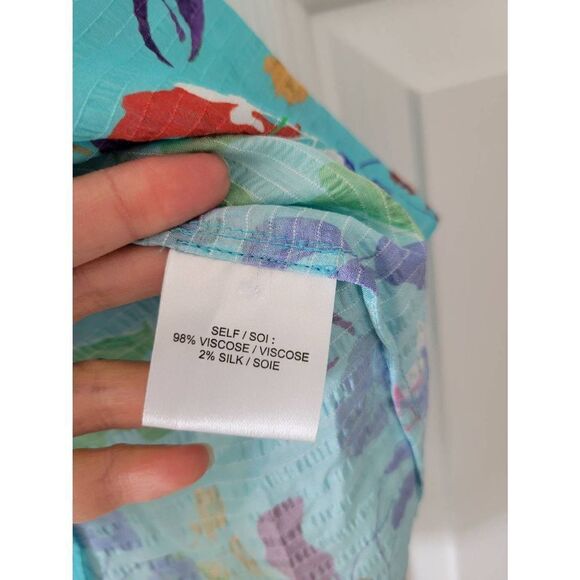 SELF / SOI :
98% VISCOSE / VISCOSE
2% SILK / SOIE